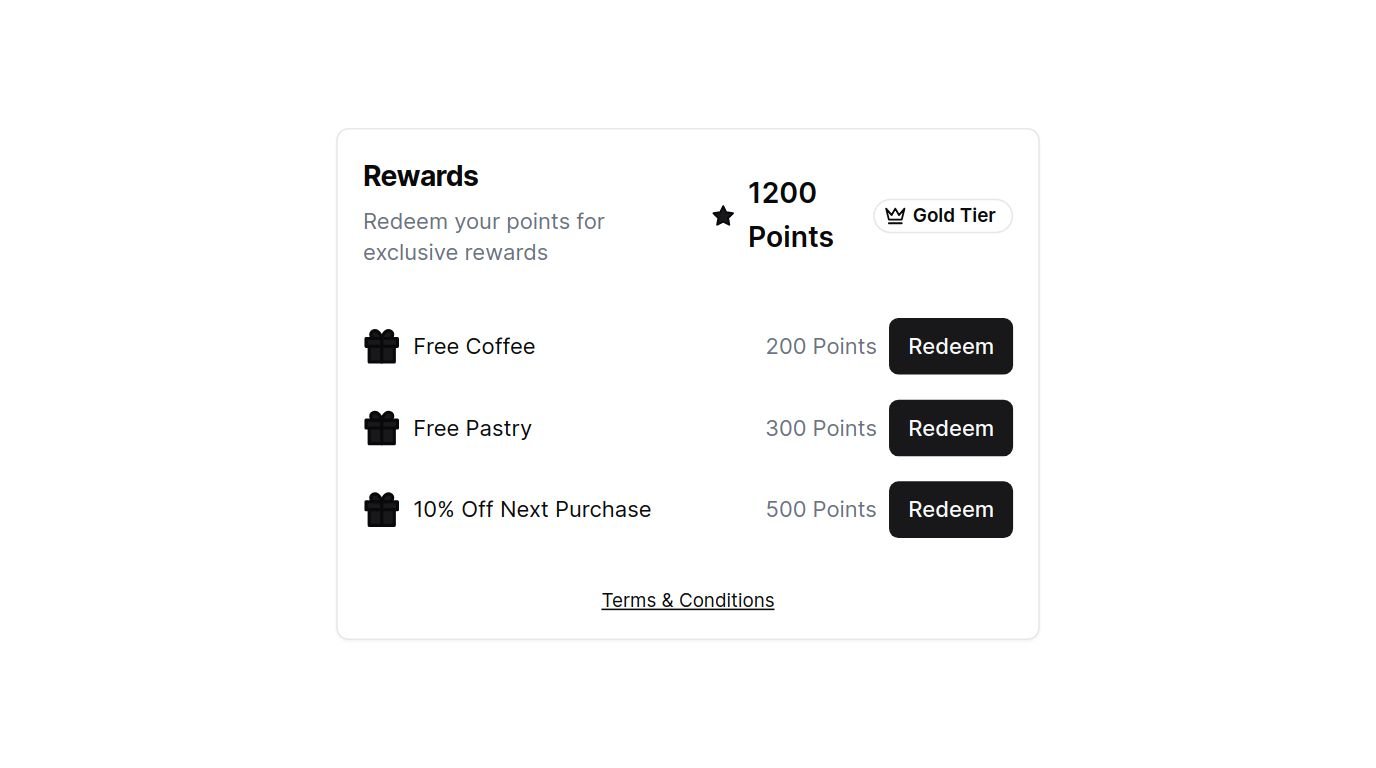 Rewards
Redeem your points for
exclusive rewards
1200
Points
Gold Tier
Free Coffee
200 Points
Redeem
Free Pastry
300 Points
Redeem
10% Off Next Purchase
500 Points
Redeem
Terms & Conditions